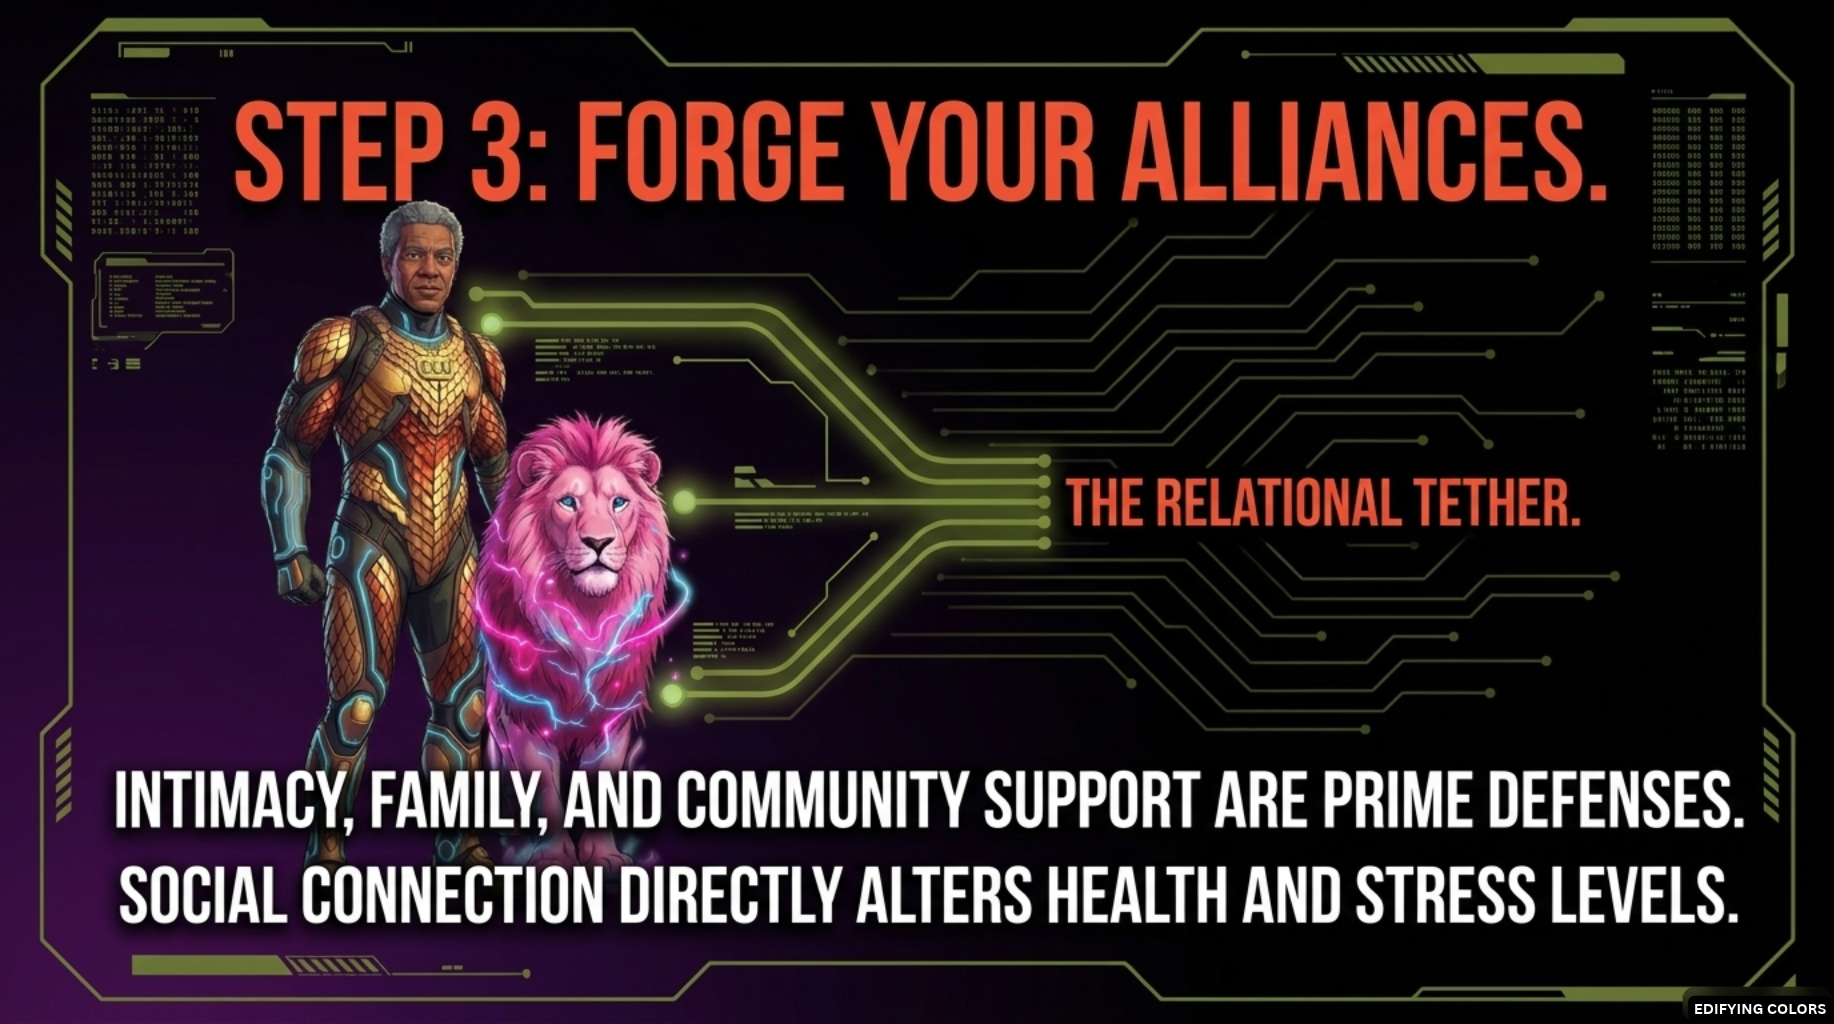 STEP 3: FORGE YOUR ALLIANCES.
THE RELATIONAL TETHER.
INTIMACY, FAMILY, AND COMMUNITY SUPPORT ARE PRIME DEFENSES.
SOCIAL CONNECTION DIRECTLY ALTERS HEALTH AND STRESS LEVELS.
EDIFYING COLORS